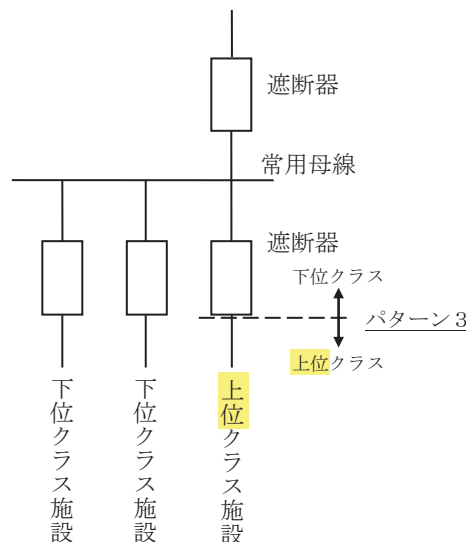 遮断器
常用母線
遮断器
下位クラス
パターン3
上位クラス
下位クラス施設
下位クラス施設
上位クラス施設